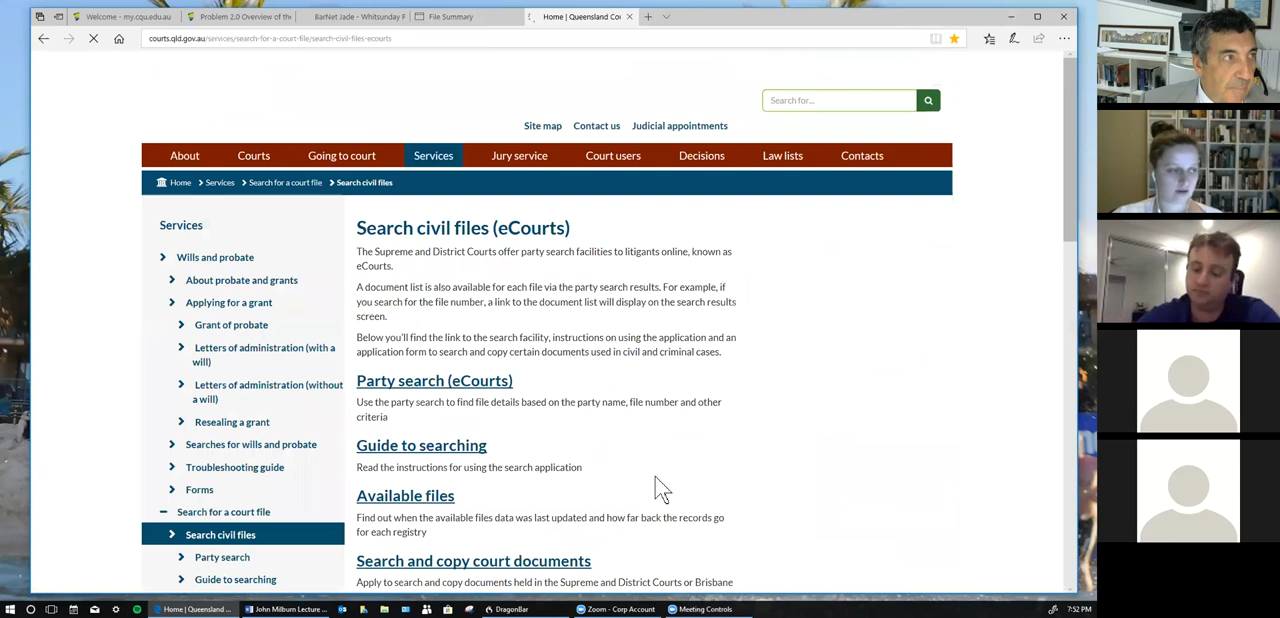 Welcome - my.cqu.edu.au
Problem 2.0 Overview of the
BarNet Jade - Whitsunday F
File Summary
Home | Queensland Cou
courts.qld.gov.au/services/search-for-a-court-file/search-civil-files-ecourts
Search for...
Site map Contact us Judicial appointments
About Courts Going to court Services Jury service Court users Decisions Law lists Contacts
Home > Services > Search for a court file > Search civil files
Services
Wills and probate
About probate and grants
Applying for a grant
Grant of probate
Letters of administration (with a
will)
Letters of administration (without
a will)
Resealing a grant
Searches for wills and probate
Troubleshooting guide
Forms
Search for a court file
Search civil files
Party search
Guide to searching
Search civil files (eCourts)
The Supreme and District Courts offer party search facilities to litigants online, known as
eCourts.
A document list is also available for each file via the party search results. For example, if
you search for the file number, a link to the document list will display on the search results
screen.
Below you'll find the link to the search facility, instructions on using the application and an
application form to search and copy certain documents used in civil and criminal cases.
Party search (eCourts)
Use the party search to find file details based on the party name, file number and other
criteria
Guide to searching
Read the instructions for using the search application
Available files
Find out when the available files data was last updated and how far back the records go
for each registry
Search and copy court documents
Apply to search and copy documents held in the Supreme and District Courts or Brisbane
Home | Queensland ...
John Milburn Lecture ...
DragonBar
Zoom - Corp Account
Meeting Controls
7:52 PM